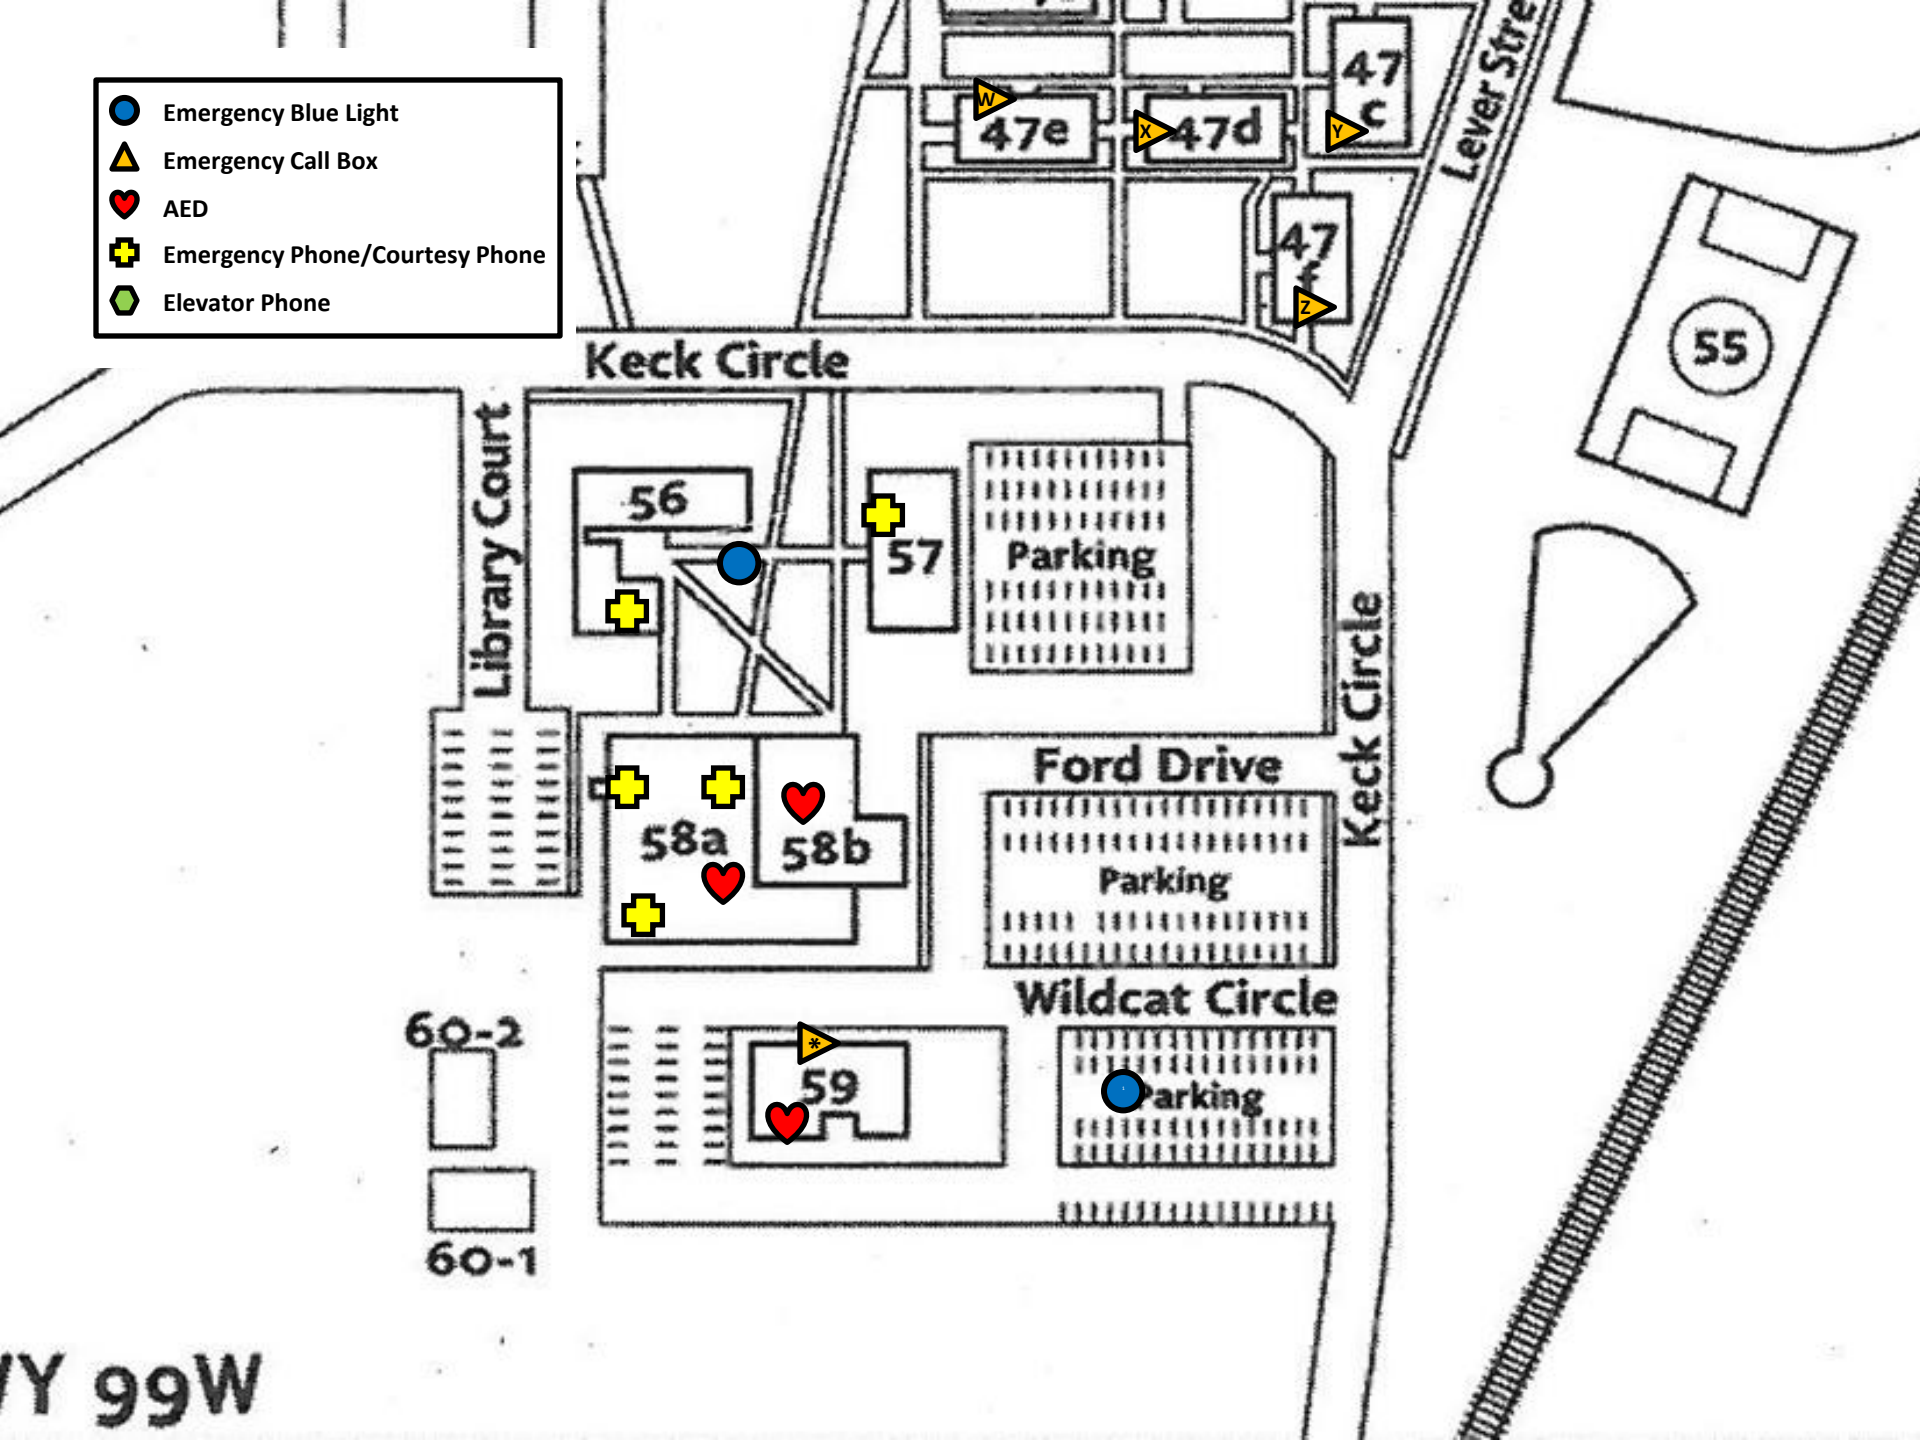 Emergency Blue Light
Emergency Call Box
AED
Emergency Phone/Courtesy Phone
Elevator Phone
47
c
W
47e
X
47d
Y
47
f
Z
55
Keck Circle
Library Court
56
57
Parking
Keck Circle
Ford Drive
58a
58b
Parking
Wildcat Circle
60-2
*
59
Parking
60-1
99W